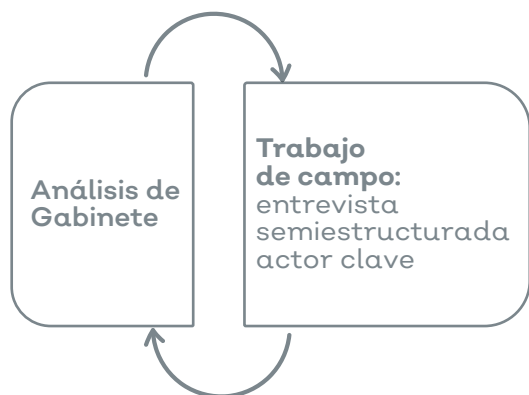 Análisis de
Gabinete
Trabajo
de campo:
entrevista
semiestructurada
actor clave